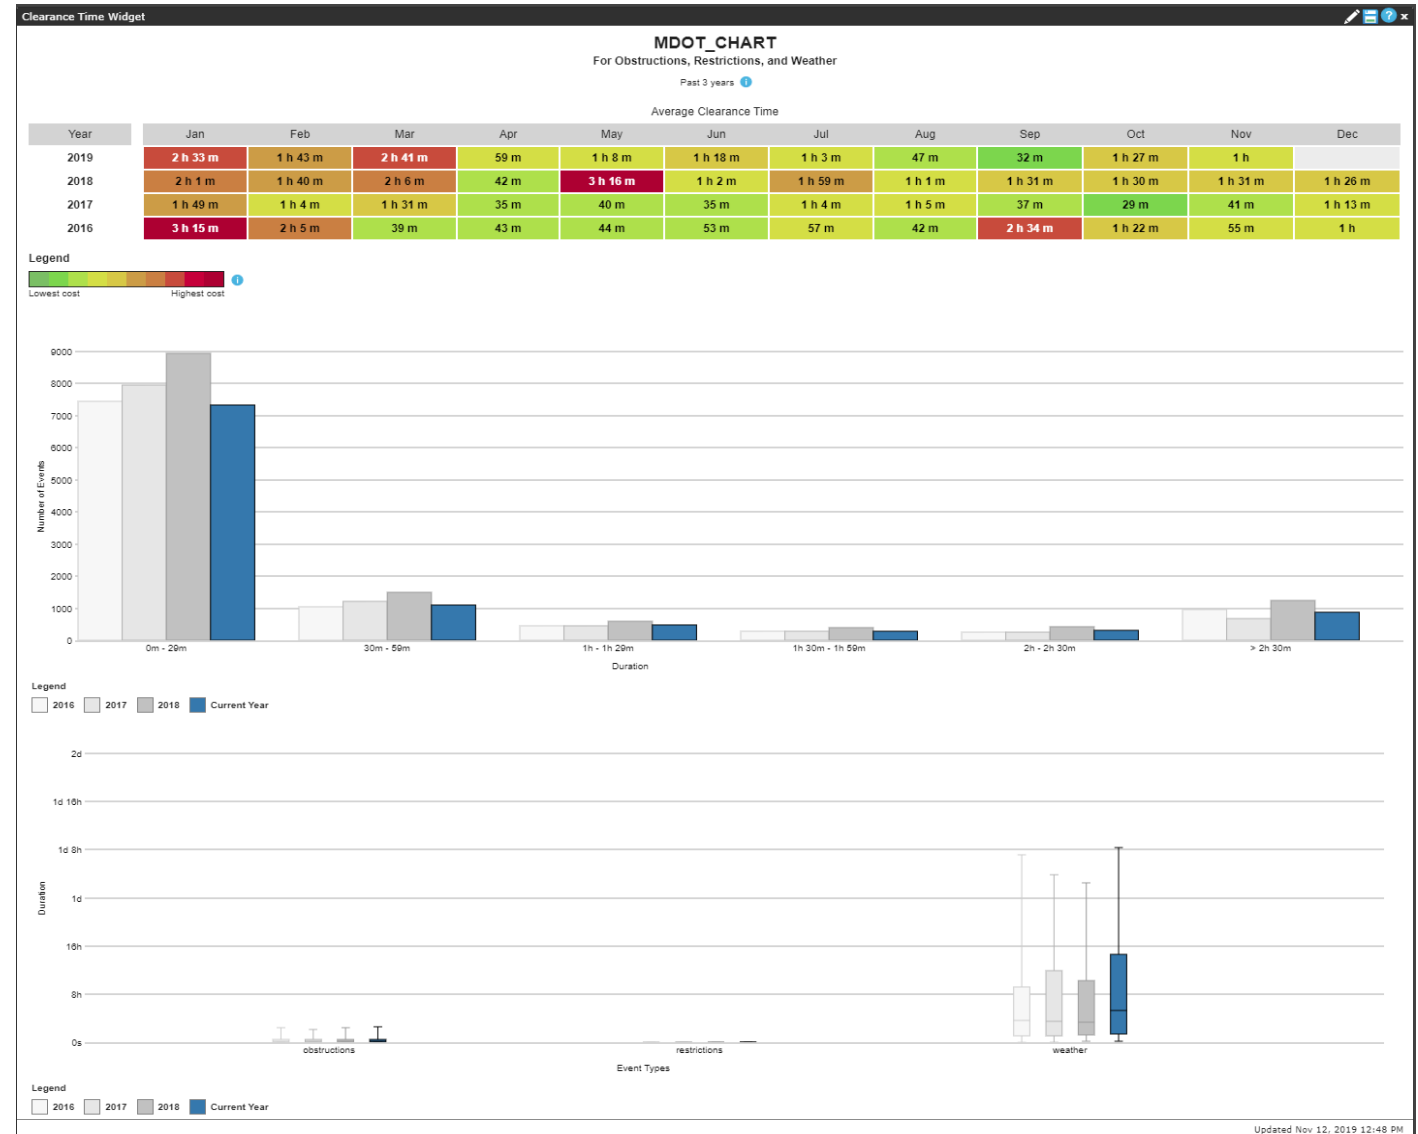 Clearance Time Widget
? x
MDOT_CHART
For Obstructions, Restrictions, and Weather
Past 3 years i
Average Clearance Time
Year Jan Feb Mar Apr May Jun Jul Aug Sep Oct Nov Dec
2019 2 h 33 m 1 h 43 m 2 h 41 m 59 m 1 h 8 m 1 h 18 m 1 h 3 m 47 m 32 m 1 h 27 m 1 h
2018 2 h 1 m 1 h 40 m 2 h 6 m 42 m 3 h 16 m 1 h 2 m 1 h 59 m 1 h 1 m 1 h 31 m 1 h 30 m 1 h 31 m 1 h 26 m
2017 1 h 49 m 1 h 4 m 1 h 31 m 35 m 40 m 35 m 1 h 4 m 1 h 5 m 37 m 29 m 41 m 1 h 13 m
2016 3 h 15 m 2 h 5 m 39 m 43 m 44 m 53 m 57 m 42 m 2 h 34 m 1 h 22 m 55 m 1 h
Legend
i
Lowest cost Highest cost
9000
8000
7000
6000
5000
4000
3000
2000
1000
0
Number of Events
0m - 29m 30m - 59m 1h - 1h 29m 1h 30m - 1h 59m 2h - 2h 30m > 2h 30m
Duration
Legend
2016 2017 2018 Current Year
2d
1d 16h
1d 8h
1d
16h
8h
0s
Duration
obstructions restrictions weather
Event Types
Legend
2016 2017 2018 Current Year
Updated Nov 12, 2019 12:48 PM